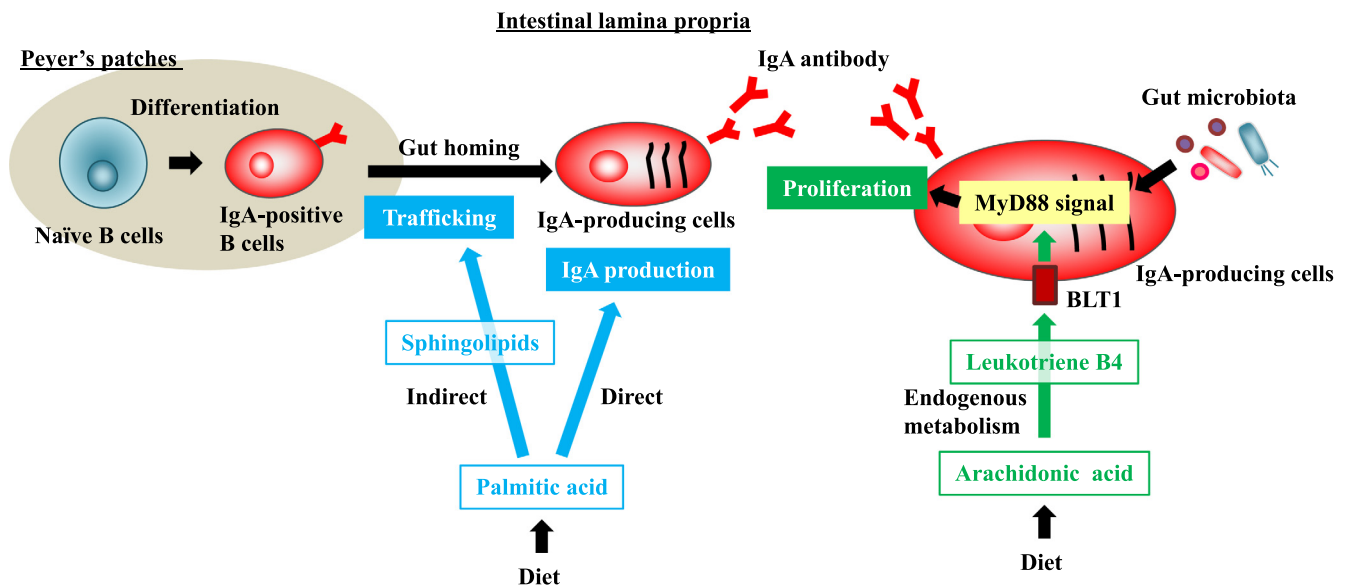 Intestinal lamina propria
Peyer’s patches
Differentiation
Naïve B cells
IgA-positive
B cells
Gut homing
Trafficking
IgA-producing cells
IgA production
Sphingolipids
Indirect
Direct
Palmitic acid
Diet
IgA antibody
Gut microbiota
Proliferation
MyD88 signal
IgA-producing cells
BLT1
Leukotriene B4
Endogenous
metabolism
Arachidonic acid
Diet